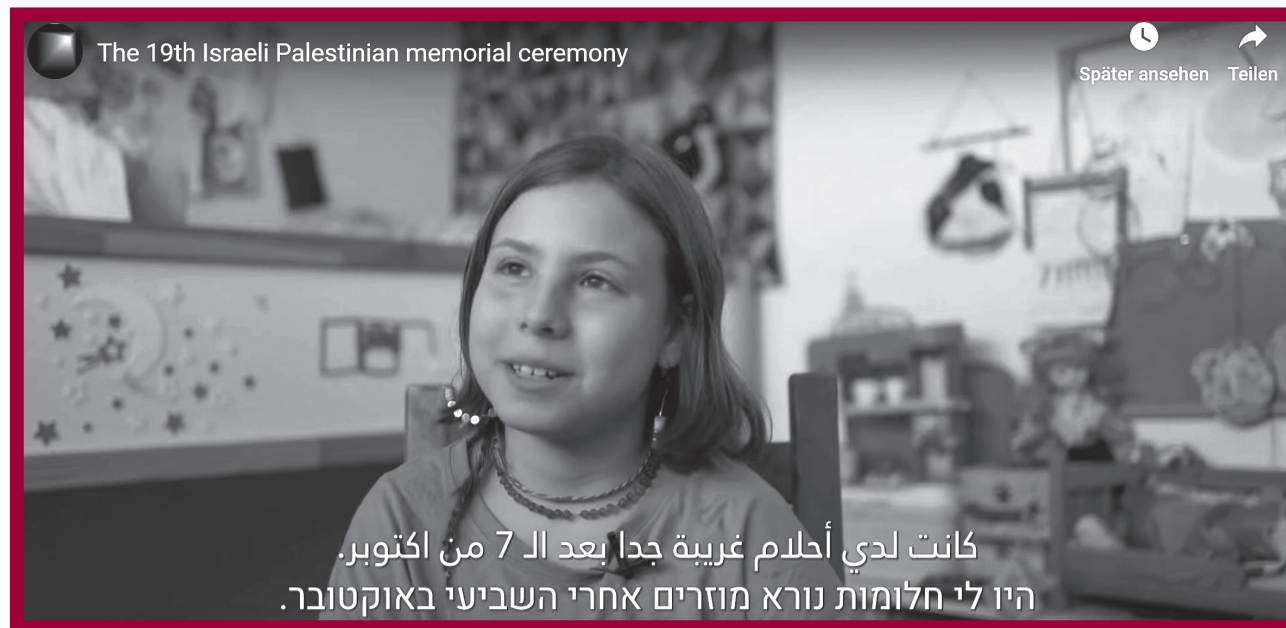 The 19th Israeli Palestinian memorial ceremony
Später ansehen
Teilen
كانت لدي أحلام غريبة جدا بعد الـ 7 من اكتوبر.
היו לי חלומות נורא מוזרים אחרי השביעי באוקטובר.